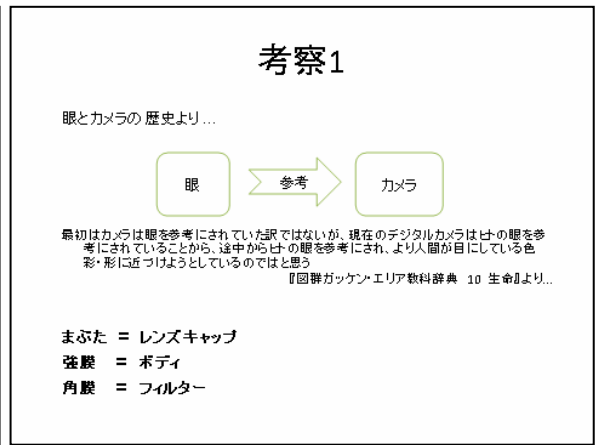 考察1
眼とカメラの 歴史より…
眼
参考
カメラ
最初はカメラは眼を参考にされていた訳ではないが、現在のデジタルカメラはヒトの眼を参
考にされていることから、途中からヒトの眼を参考にされ、より人間が目にしている色
彩・形に近づけようとしているのではと思う
『図群ガッケン・エリア教科辞典 10 生命』より…
まぶた = レンズキャップ
強膜 = ボディ
角膜 = フィルター